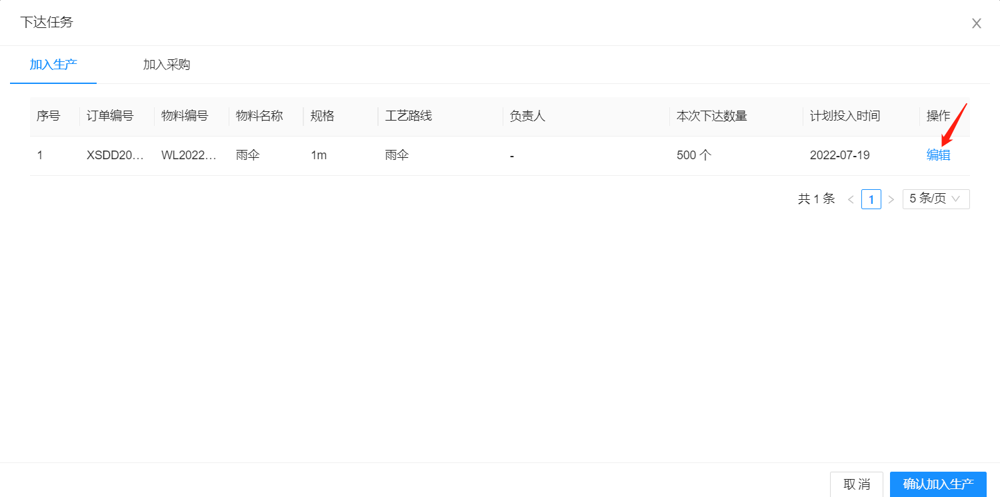 下达任务
加入生产 加入采购
序号 订单编号 物料编号 物料名称 规格 工艺路线 负责人 本次下达数量 计划投入时间 操作
1 XSDD20... WL2022... 雨伞 1m 雨伞 - 500 个 2022-07-19 编辑
共 1 条 < 1 > 5 条/页
取 消 确认加入生产